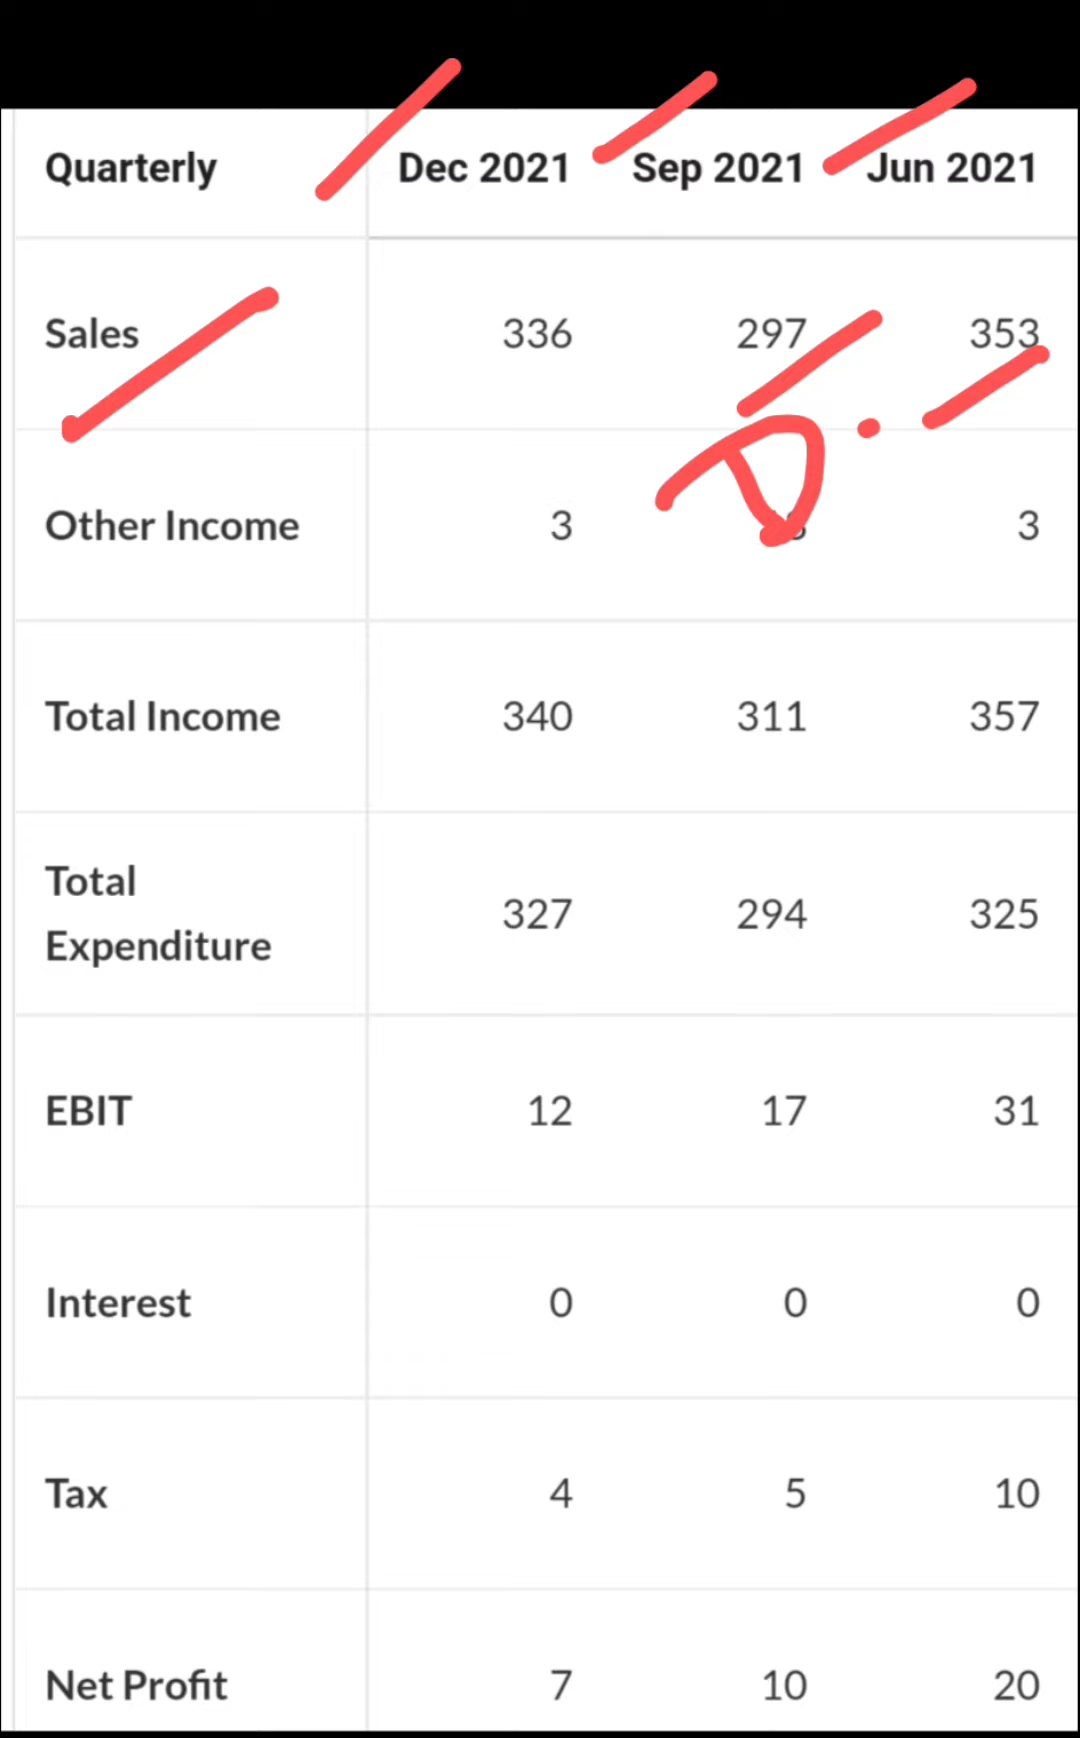 Quarterly Dec 2021 Sep 2021 Jun 2021
Sales 336 297 353
Other Income 3 3
Total Income 340 311 357
Total
Expenditure 327 294 325
EBIT 12 17 31
Interest 0 0 0
Tax 4 5 10
Net Profit 7 10 20